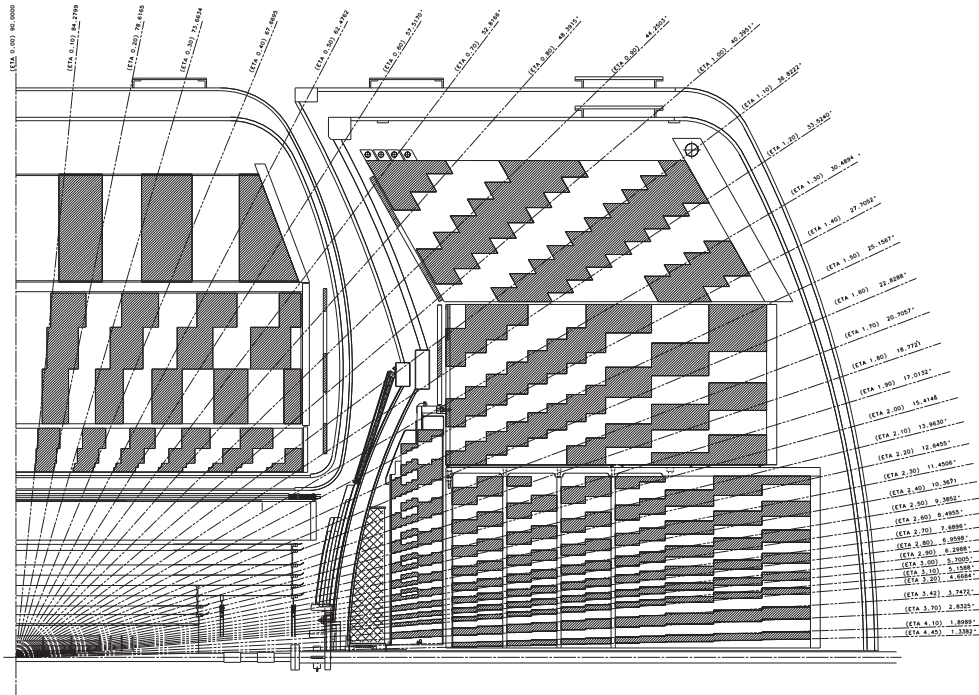 (ETA 0.00) 90.0000
(ETA 0.10) 84.2799
(ETA 0.20) 78.6165
(ETA 0.30) 73.0634
(ETA 0.40) 67.6695
(ETA 0.50) 62.4762
(ETA 0.60) 57.5170°
(ETA 0.70) 52.8166°
(ETA 0.80) 48.3915°
(ETA 0.90) 44.2503°
(ETA 1.00) 40.3951°
(ETA 1.10) 36.8222°
(ETA 1.20) 33.5240°
(ETA 1.30) 30.4894 °
(ETA 1.40) 27.7052°
(ETA 1.50) 25.1567°
(ETA 1.60) 22.8288°
(ETA 1.70) 20.7057°
(ETA 1.80) 18.7721
(ETA 1.90) 17.0132°
(ETA 2.00) 15.4146
(ETA 2.10) 13.9630°
(ETA 2.20) 12.6455°
(ETA 2.30) 11.4506°
(ETA 2.40) 10.3671
(ETA 2.50) 9.3852°
(ETA 2.60) 8.4955°
(ETA 2.70) 7.6896°
(ETA 2.80) 6.9598°
(ETA 2.90) 6.2988°
(ETA 3.00) 5.7005°
(ETA 3.10) 5.1588°
(ETA 3.20) 4.6684
(ETA 3.42) 3.7472°
(ETA 3.70) 2.8325°
(ETA 4.10) 1.8989°
(ETA 4.45) 1.3382°